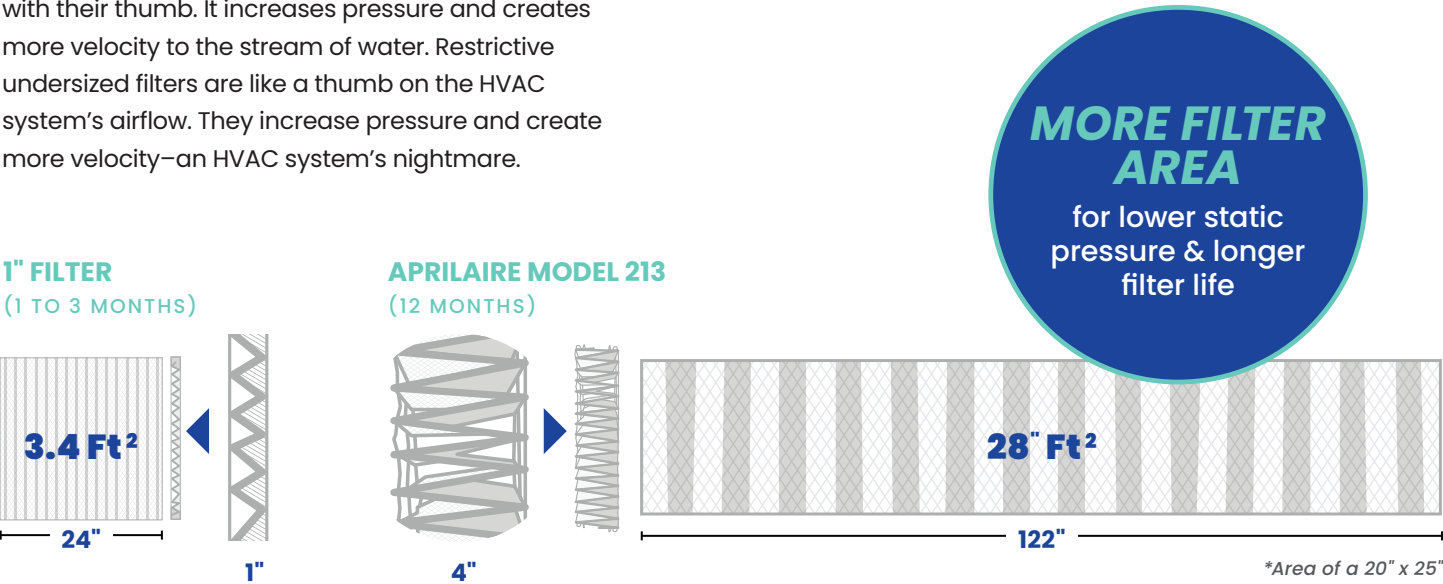 with their thumb. It increases pressure and creates
more velocity to the stream of water. Restrictive
undersized filters are like a thumb on the HVAC
system’s airflow. They increase pressure and create
more velocity–an HVAC system’s nightmare.
MORE FILTER
AREA
for lower static
pressure & longer
filter life
1" FILTER
(1 TO 3 MONTHS)
APRILAIRE MODEL 213
(12 MONTHS)
3.4 Ft²
28" Ft²
24"
122"
1"
4"
*Area of a 20" x 25"